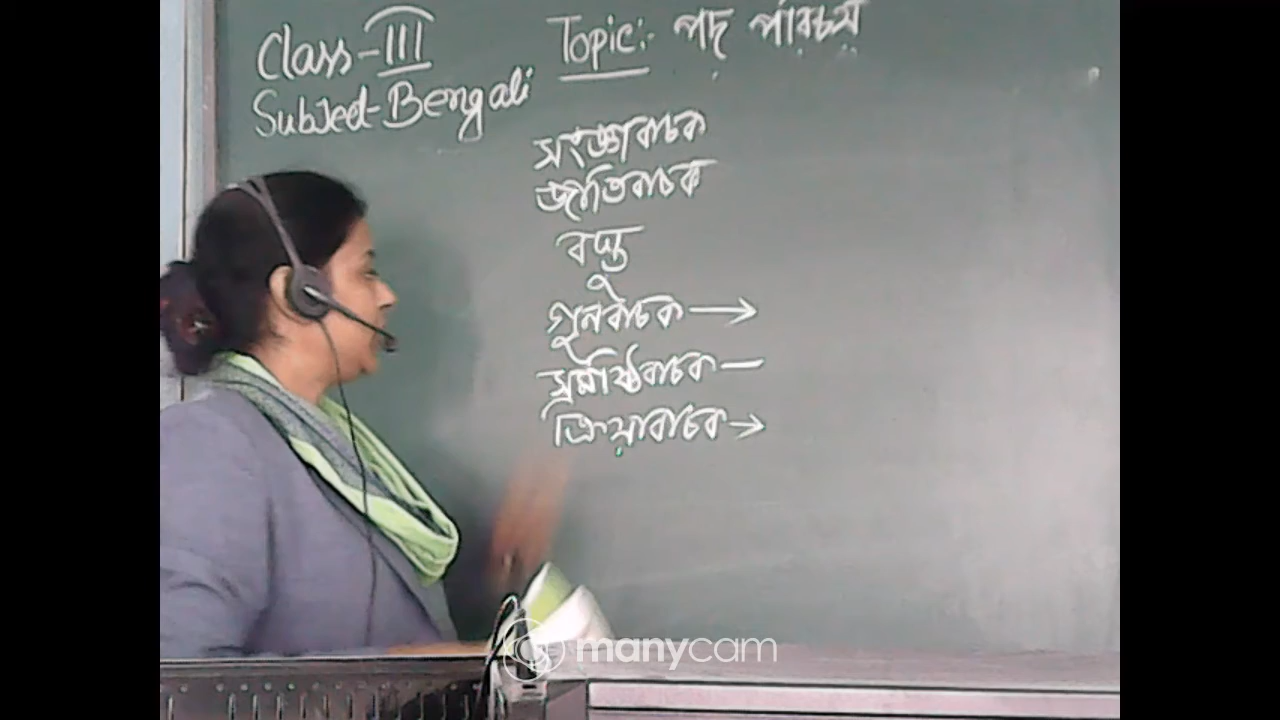 Class-III
Subject-Bengali
Topic:- পদ পরিচয়
সংজ্ঞাবাচক
জাতিবাচক
বস্তু
গুনবাচক →
সমষ্টিবাচক —
ক্রিয়াবাচক →
manycam